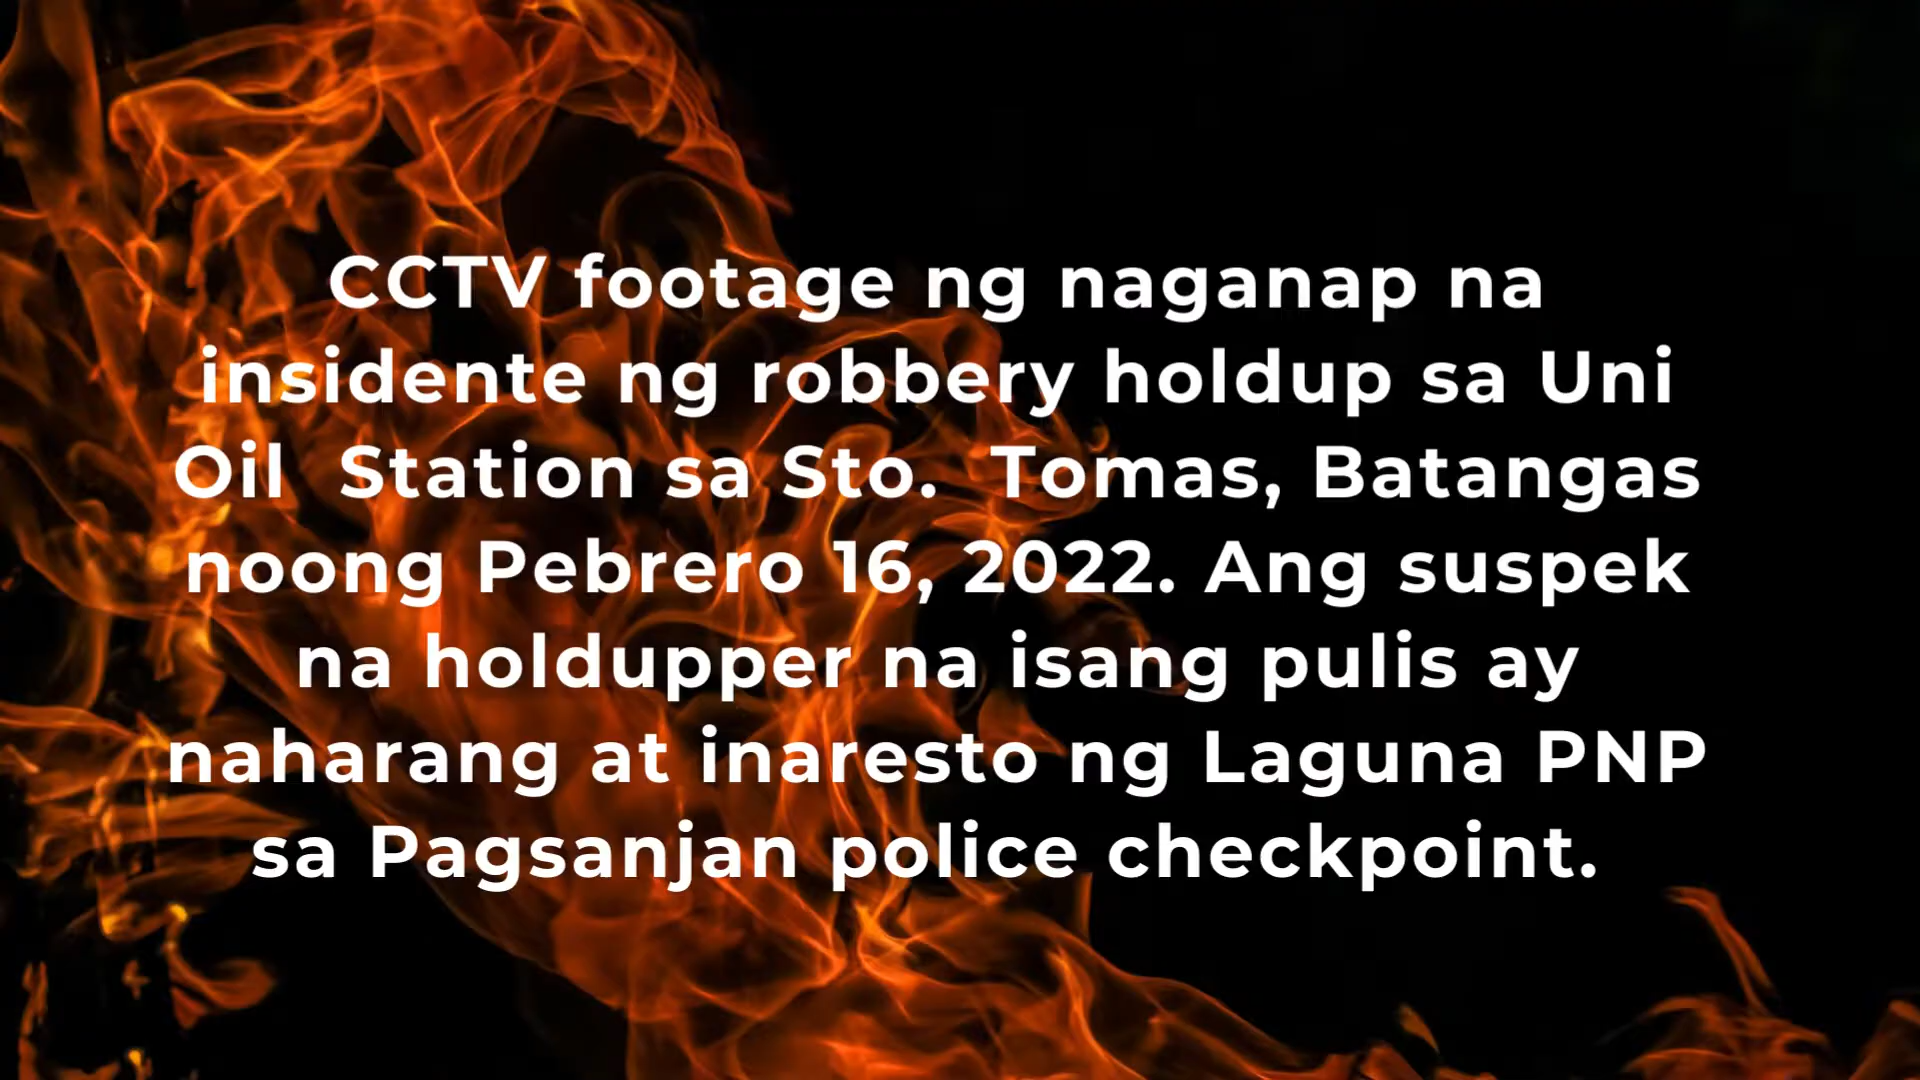 CCTV footage ng naganap na
insidente ng robbery holdup sa Uni
Oil Station sa Sto. Tomas, Batangas
noong Pebrero 16, 2022. Ang suspek
na holdupper na isang pulis ay
naharang at inaresto ng Laguna PNP
sa Pagsanjan police checkpoint.